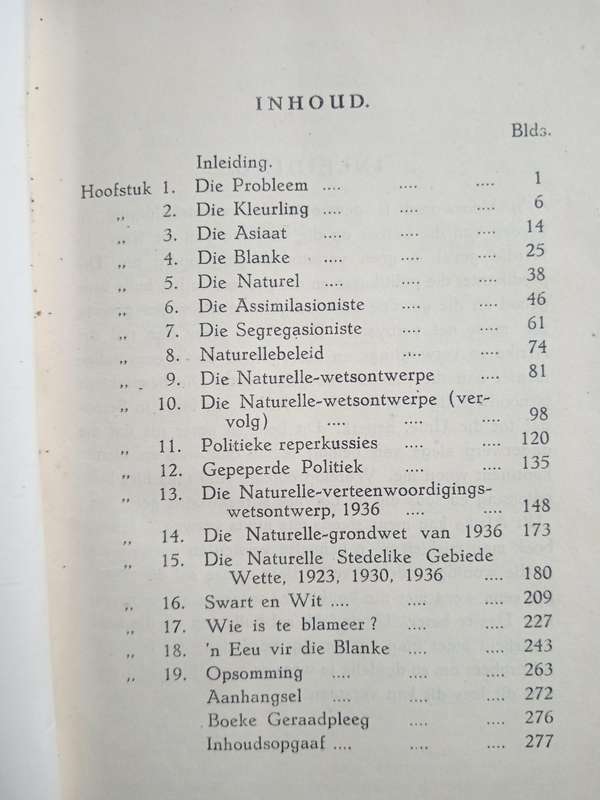 INHOUD.
Blds.
Inleiding.
Hoofstuk 1. Die Probleem .... .... .... 1
„ 2. Die Kleurling .... .... .... 6
„ 3. Die Asiaat .... .... .... 14
„ 4. Die Blanke .... .... .... 25
„ 5. Die Naturel .... .... .... 38
„ 6. Die Assimilasioniste .... .... 46
„ 7. Die Segregasioniste .... .... 61
„ 8. Naturellebeleid .... .... 74
„ 9. Die Naturelle-wetsontwerpe .... 81
„ 10. Die Naturelle-wetsontwerpe (ver-
volg) .... .... .... 98
„ 11. Politieke reperkussies .... .... 120
„ 12. Gepeperde Politiek .... .... 135
„ 13. Die Naturelle-verteenwoordigings-
wetsontwerp, 1936 .... .... 148
„ 14. Die Naturelle-grondwet van 1936 173
„ 15. Die Naturelle Stedelike Gebiede
Wette, 1923, 1930, 1936 .... 180
„ 16. Swart en Wit .... .... .... 209
„ 17. Wie is te blameer? .... .... 227
„ 18. 'n Eeu vir die Blanke .... .... 243
„ 19. Opsomming .... .... .... 263
Aanhangsel .... .... .... 272
Boeke Geraadpleeg .... .... 276
Inhoudsopgaaf .... .... .... 277